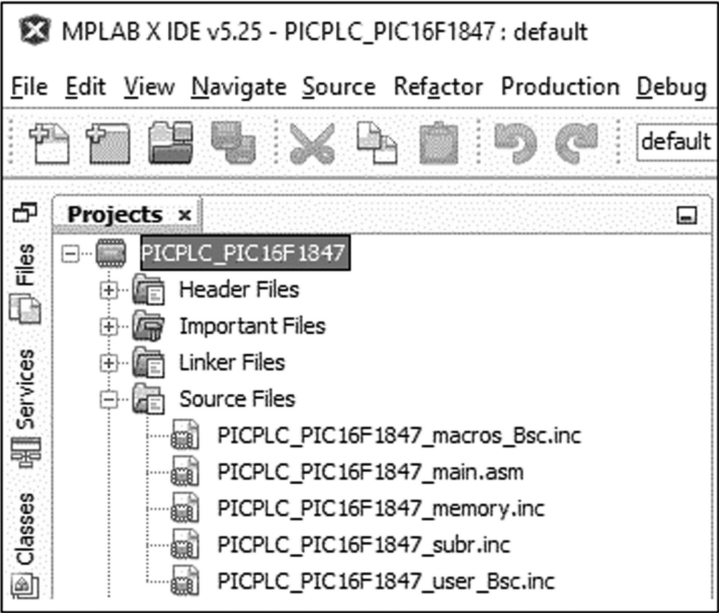 MPLAB X IDE v5.25 - PICPLC_PIC16F1847 : default
File Edit View Navigate Source Refactor Production Debug
default
Projects ×
Files
Services
Classes
PICPLC_PIC16F1847
Header Files
Important Files
Linker Files
Source Files
PICPLC_PIC16F1847_macros_Bsc.inc
PICPLC_PIC16F1847_main.asm
PICPLC_PIC16F1847_memory.inc
PICPLC_PIC16F1847_subr.inc
PICPLC_PIC16F1847_user_Bsc.inc